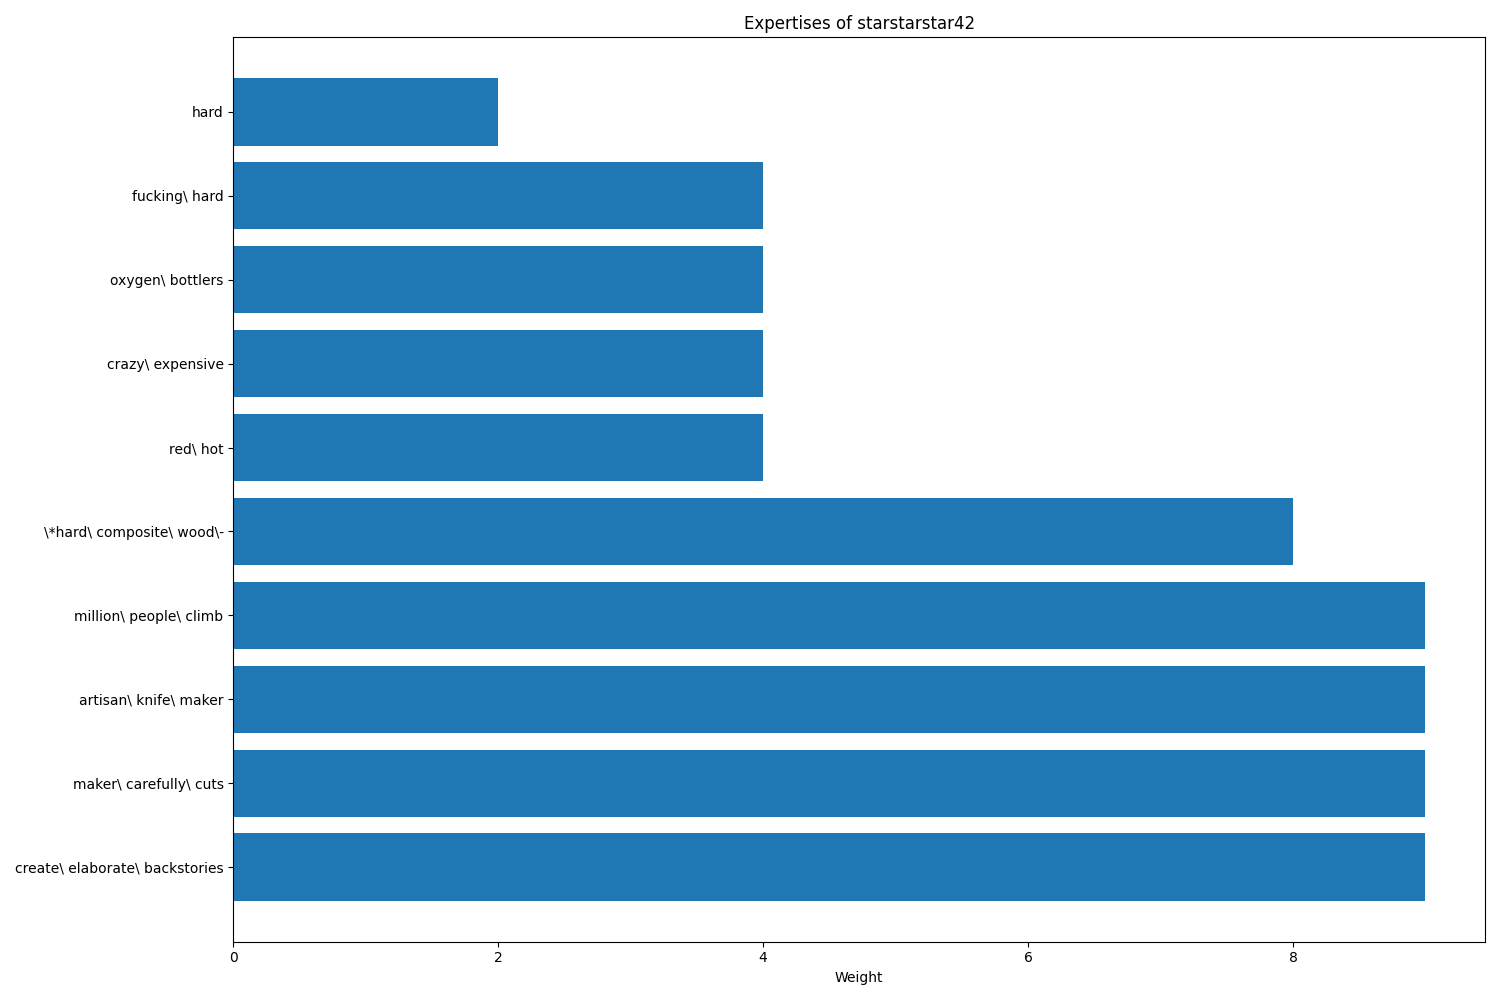 Expertises of starstarstar42
hard
fucking\ hard
oxygen\ bottlers
crazy\ expensive
red\ hot
\*hard\ composite\ wood\-
million\ people\ climb
artisan\ knife\ maker
maker\ carefully\ cuts
create\ elaborate\ backstories
0 2 4 6 8
Weight